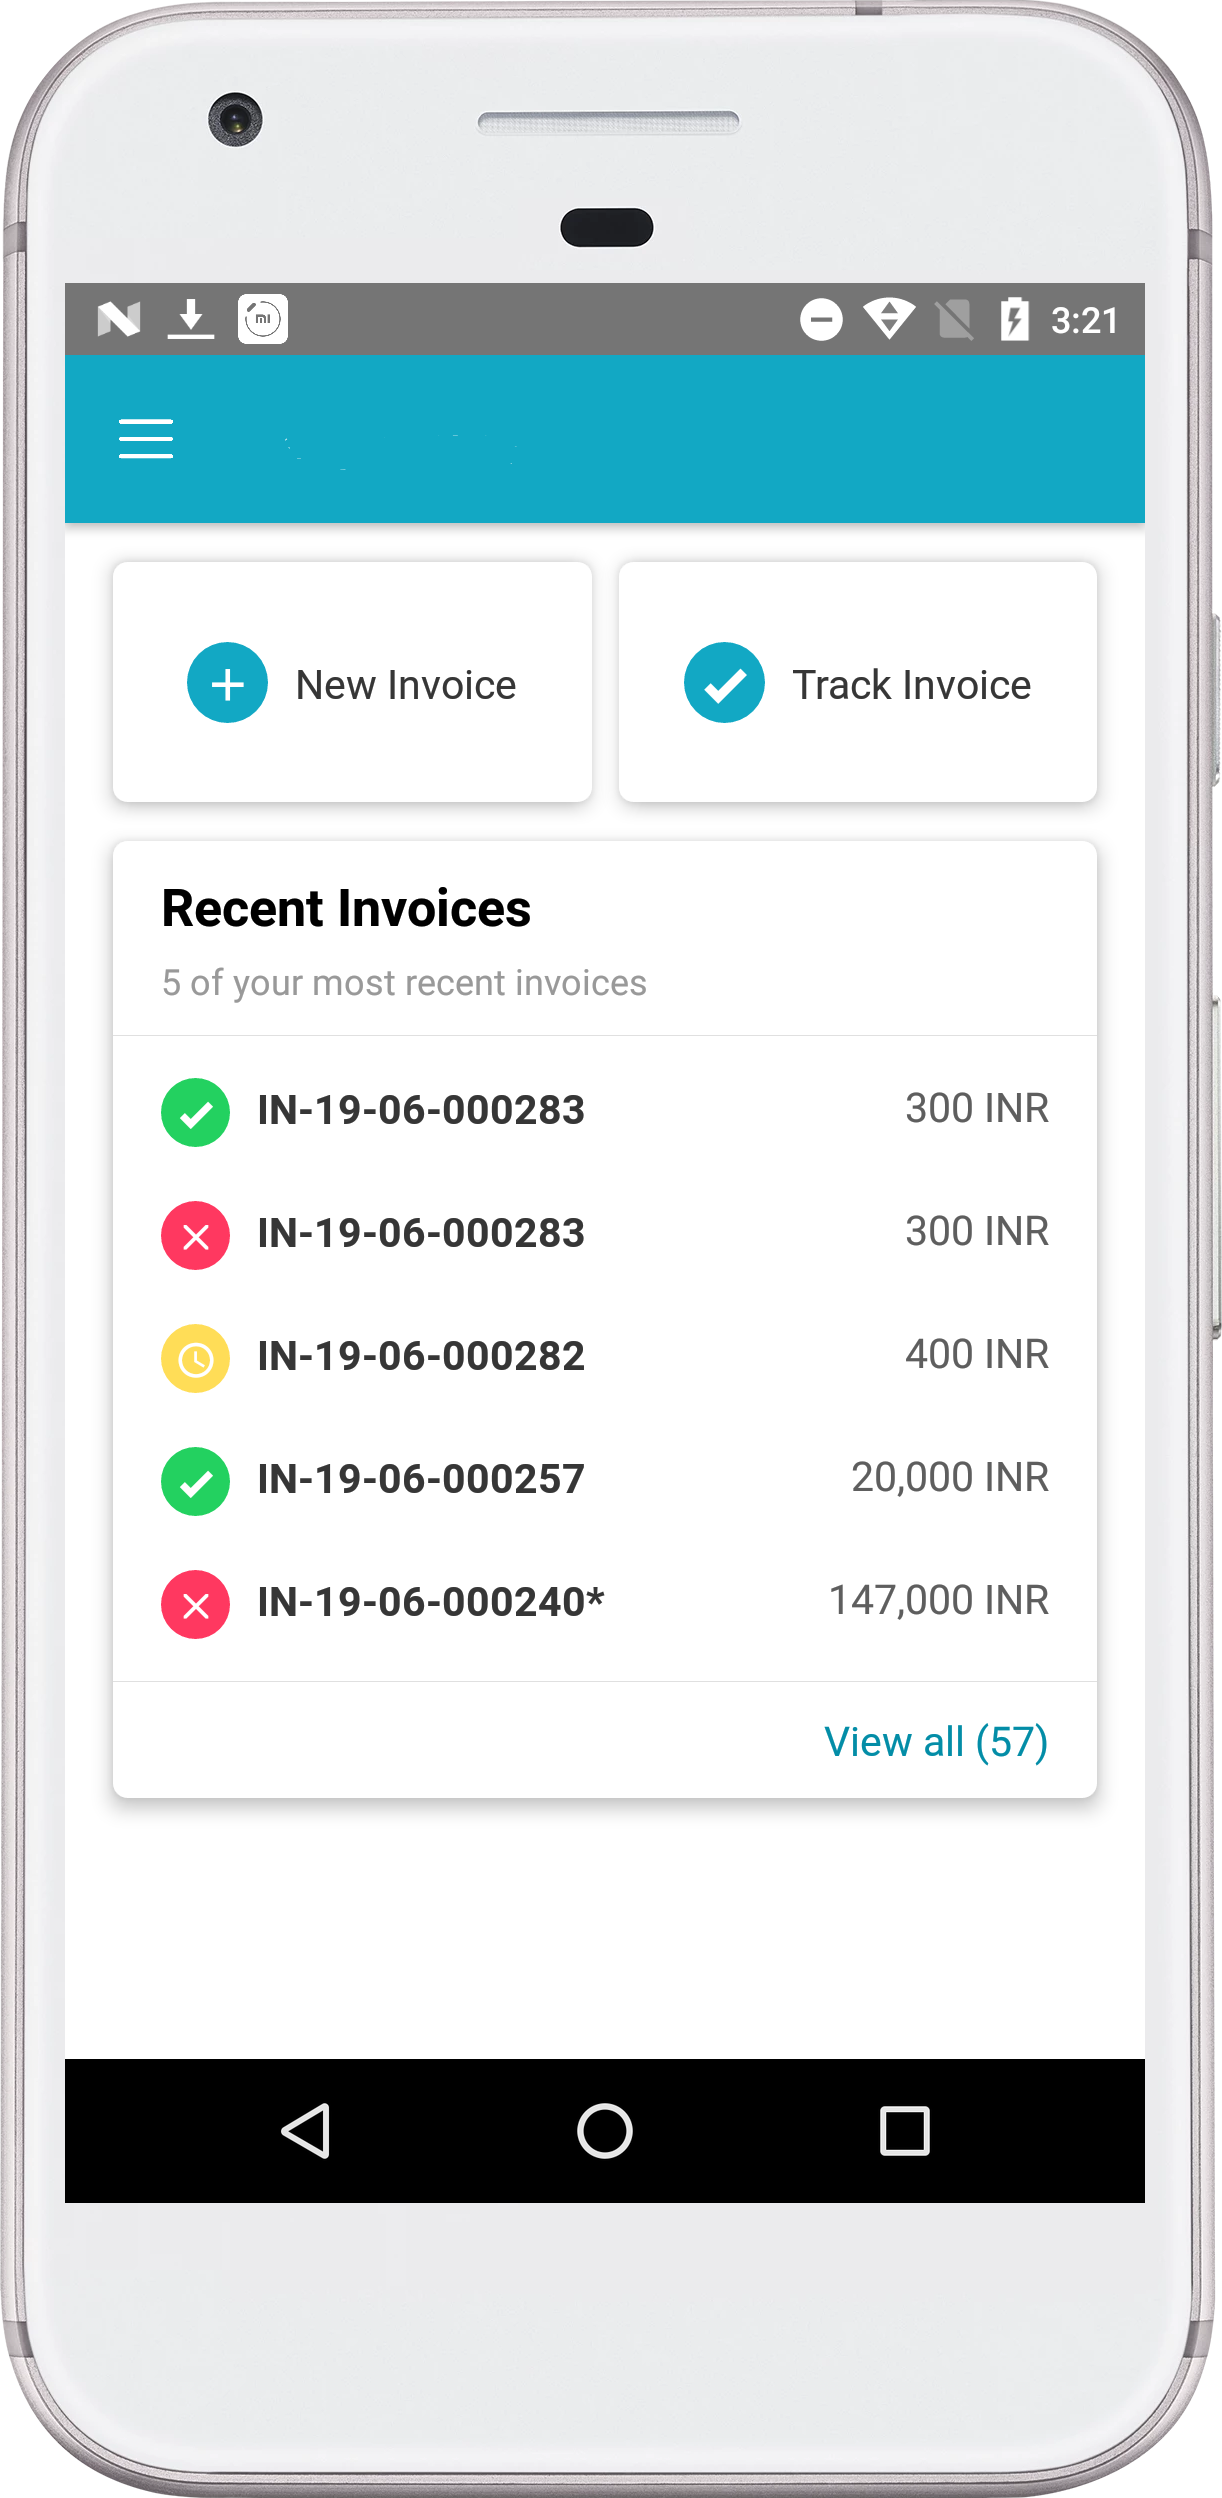 mi
3:21
New Invoice
Track Invoice
Recent Invoices
5 of your most recent invoices
IN-19-06-000283 300 INR
IN-19-06-000283 300 INR
IN-19-06-000282 400 INR
IN-19-06-000257 20,000 INR
IN-19-06-000240* 147,000 INR
View all (57)